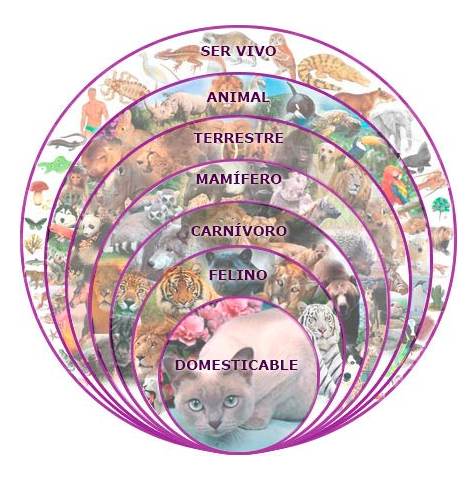 SER VIVO
ANIMAL
TERRESTRE
MAMÍFERO
CARNÍVORO
FELINO
DOMESTICABLE